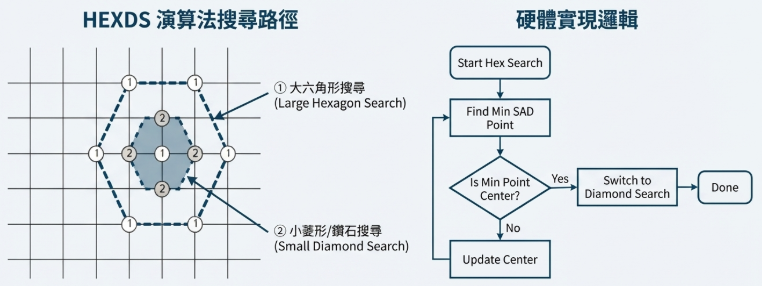 HEXDS 演算法搜尋路徑
1
1
2
1
2
1
2
1
2
1
1
① 大六角形搜尋
(Large Hexagon Search)
② 小菱形/鑽石搜尋
(Small Diamond Search)
硬體實現邏輯
Start Hex Search
Find Min SAD
Point
Is Min Point
Center?
Yes
Switch to
Diamond Search
Done
No
Update Center